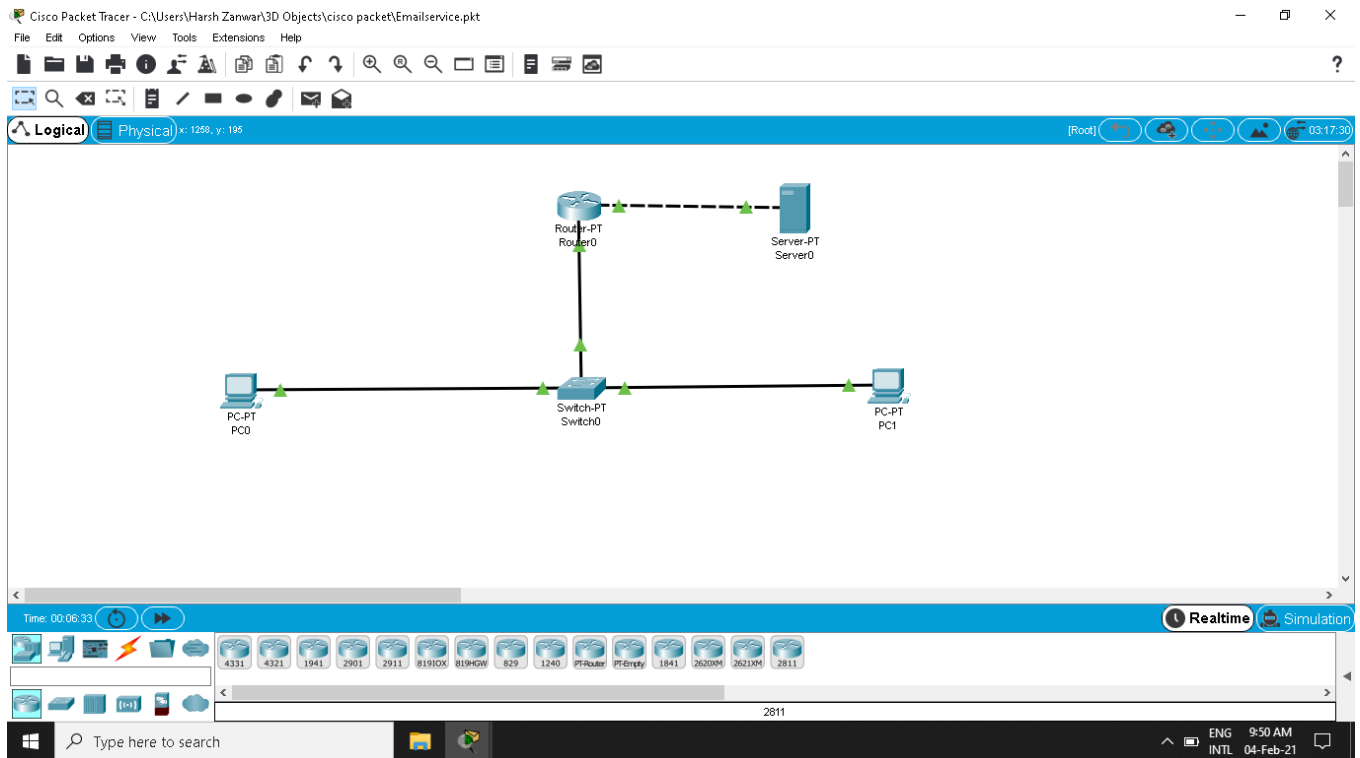 Cisco Packet Tracer - C:\Users\Harsh Zanwar\3D Objects\cisco packet\Emailservice.pkt
File Edit Options View Tools Extensions Help
Logical Physical x: 1258, y: 195 [Root] 03:17:30
Router-PT
Router0
Server-PT
Server0
Switch-PT
Switch0
PC-PT
PC0
PC-PT
PC1
Time: 00:06:33 Realtime Simulation
4331 4321 1941 2901 2911 819IOX 819HGW 829 1240 PT-Router PT-Empty 1841 2620XM 2621XM 2811
2811
Type here to search
ENG 9:50 AM
INTL 04-Feb-21